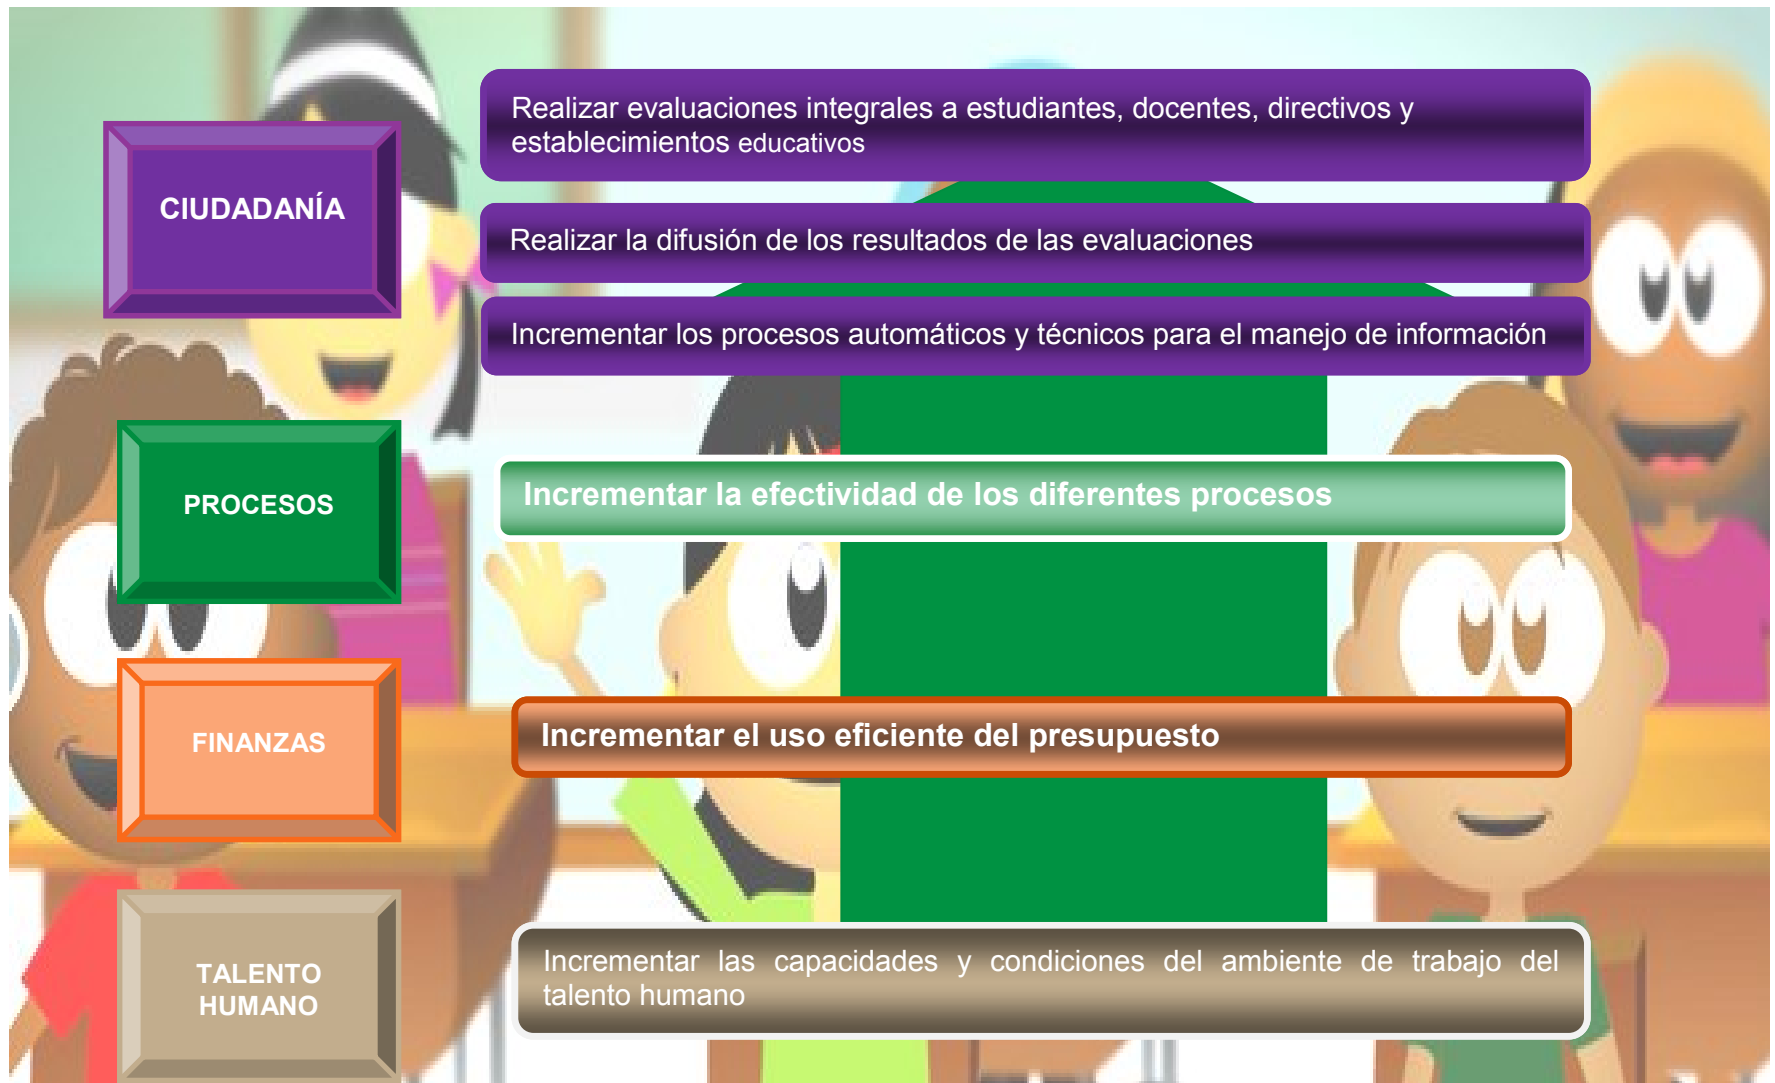 Realizar evaluaciones integrales a estudiantes, docentes, directivos y
establecimientos educativos
CIUDADANÍA
Realizar la difusión de los resultados de las evaluaciones
Incrementar los procesos automáticos y técnicos para el manejo de información
PROCESOS
Incrementar la efectividad de los diferentes procesos
FINANZAS
Incrementar el uso eficiente del presupuesto
TALENTO
HUMANO
Incrementar las capacidades y condiciones del ambiente de trabajo del
talento humano